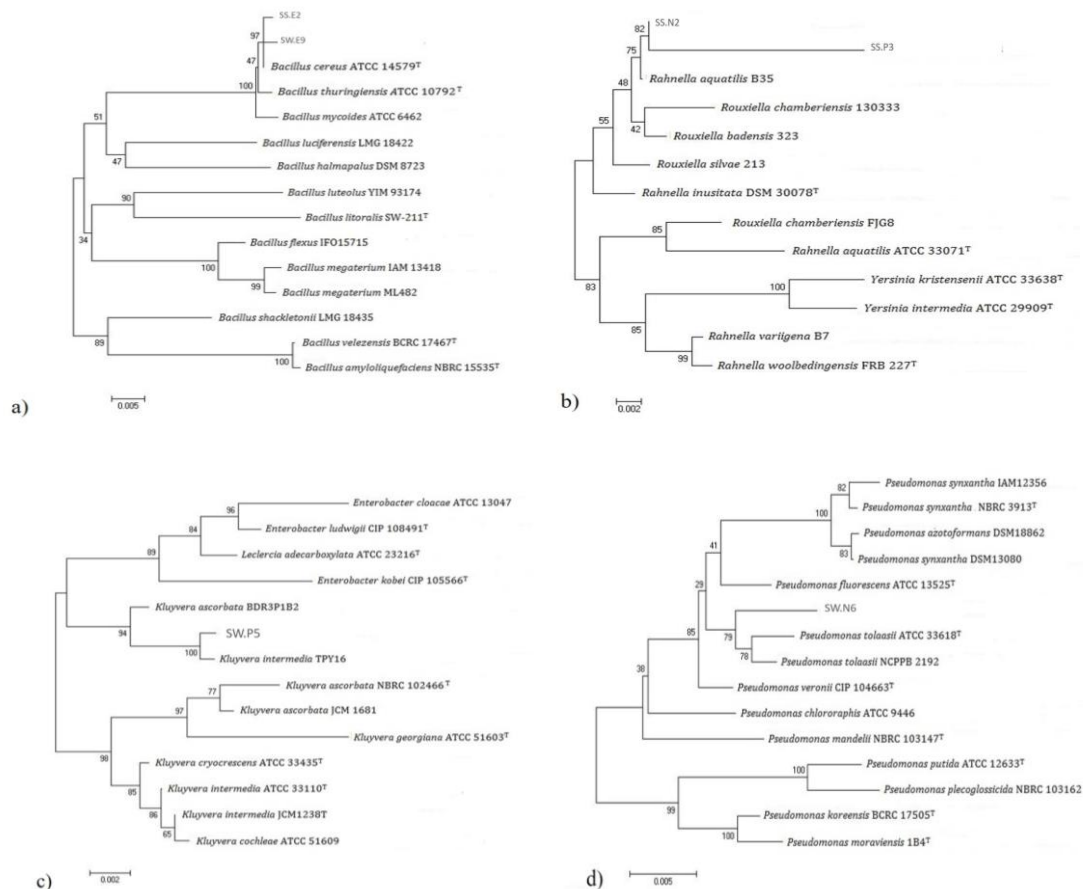 SS.E2
97
SW.E9
47
Bacillus cereus ATCC 14579ᵀ
100
Bacillus thuringiensis ATCC 10792ᵀ
Bacillus mycoides ATCC 6462
51
Bacillus luciferensis LMG 18422
47
Bacillus halmapalus DSM 8723
90
Bacillus luteolus YIM 93174
Bacillus litoralis SW-211ᵀ
34
Bacillus flexus IFO15715
100
Bacillus megaterium IAM 13418
99
Bacillus megaterium ML482
Bacillus shackletonii LMG 18435
89
Bacillus velezensis BCRC 17467ᵀ
100
Bacillus amyloliquefaciens NBRC 15535ᵀ
0.005
a)
SS.N2
82
75
SS.P3
Rahnella aquatilis B35
48
Rouxiella chamberiensis 130333
42
Rouxiella badensis 323
55
Rouxiella silvae 213
Rahnella inusitata DSM 30078ᵀ
Rouxiella chamberiensis FJG8
85
Rahnella aquatilis ATCC 33071ᵀ
83
Yersinia kristensenii ATCC 33638ᵀ
100
Yersinia intermedia ATCC 29909ᵀ
85
Rahnella variigena B7
99
Rahnella woolbedingensis FRB 227ᵀ
0.002
b)
Enterobacter cloacae ATCC 13047
96
Enterobacter ludwigii CIP 108491ᵀ
84
Leclercia adecarboxylata ATCC 23216ᵀ
89
Enterobacter kobei CIP 105566ᵀ
Kluyvera ascorbata BDR3P1B2
94
SW.P5
100
Kluyvera intermedia TPY16
Kluyvera ascorbata NBRC 102466ᵀ
77
Kluyvera ascorbata JCM 1681
97
Kluyvera georgiana ATCC 51603ᵀ
98
Kluyvera cryocrescens ATCC 33435ᵀ
85
Kluyvera intermedia ATCC 33110ᵀ
86
Kluyvera intermedia JCM1238T
65
Kluyvera cochleae ATCC 51609
0.002
c)
Pseudomonas synxantha IAM12356
82
Pseudomonas synxantha NBRC 3913ᵀ
100
Pseudomonas azotoformans DSM18862
83
Pseudomonas synxantha DSM13080
41
Pseudomonas fluorescens ATCC 13525ᵀ
29
SW.N6
79
Pseudomonas tolaasii ATCC 33618ᵀ
85
78
Pseudomonas tolaasii NCPPB 2192
38
Pseudomonas veronii CIP 104663ᵀ
Pseudomonas chlororaphis ATCC 9446
Pseudomonas mandelii NBRC 103147ᵀ
Pseudomonas putida ATCC 12633ᵀ
100
Pseudomonas plecoglossicida NBRC 103162
99
Pseudomonas koreensis BCRC 17505ᵀ
100
Pseudomonas moraviensis 1B4ᵀ
0.005
d)